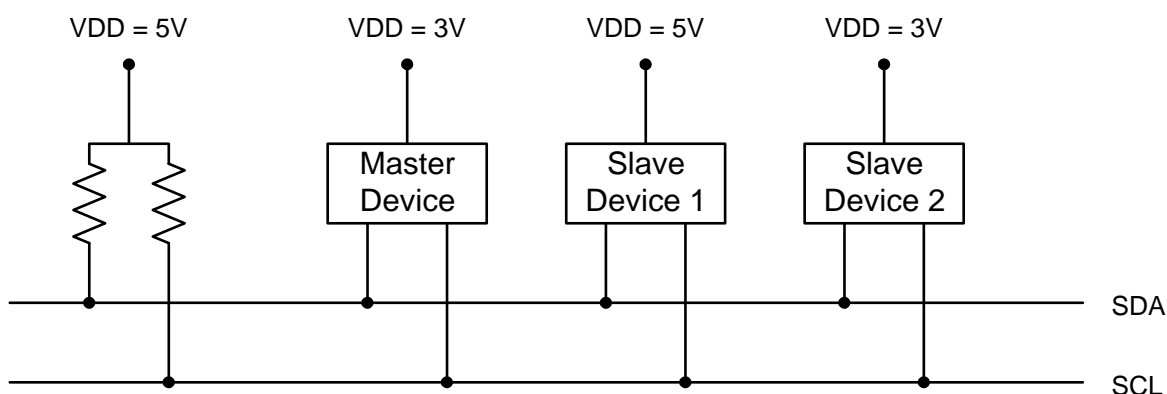 VDD = 5V
VDD = 3V
VDD = 5V
VDD = 3V
Master
Device
Slave
Device 1
Slave
Device 2
SDA
SCL